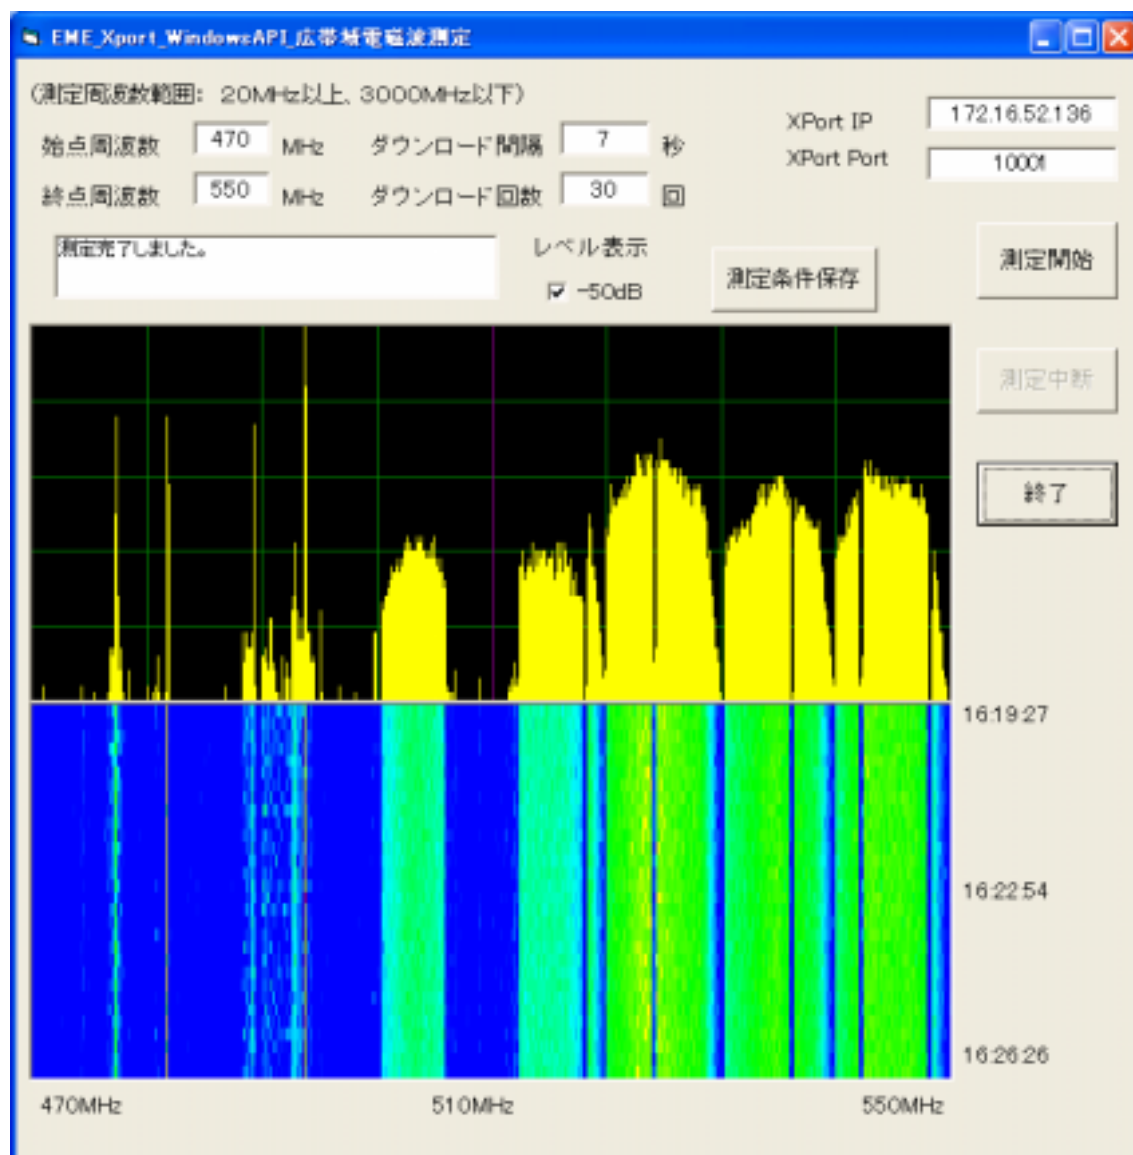 EME_Xport_WindowsAPI_広帯域電磁波測定
(測定周波数範囲: 20MHz以上、3000MHz以下)
始点周波数 470 MHz ダウンロード間隔 7 秒
終点周波数 550 MHz ダウンロード回数 30 回
XPort IP 172.16.52.136
XPort Port 10001
測定完了しました。
レベル表示
-50dB
測定条件保存
測定開始
測定中断
終了
16:19:27
16:22:54
16:26:26
470MHz 510MHz 550MHz